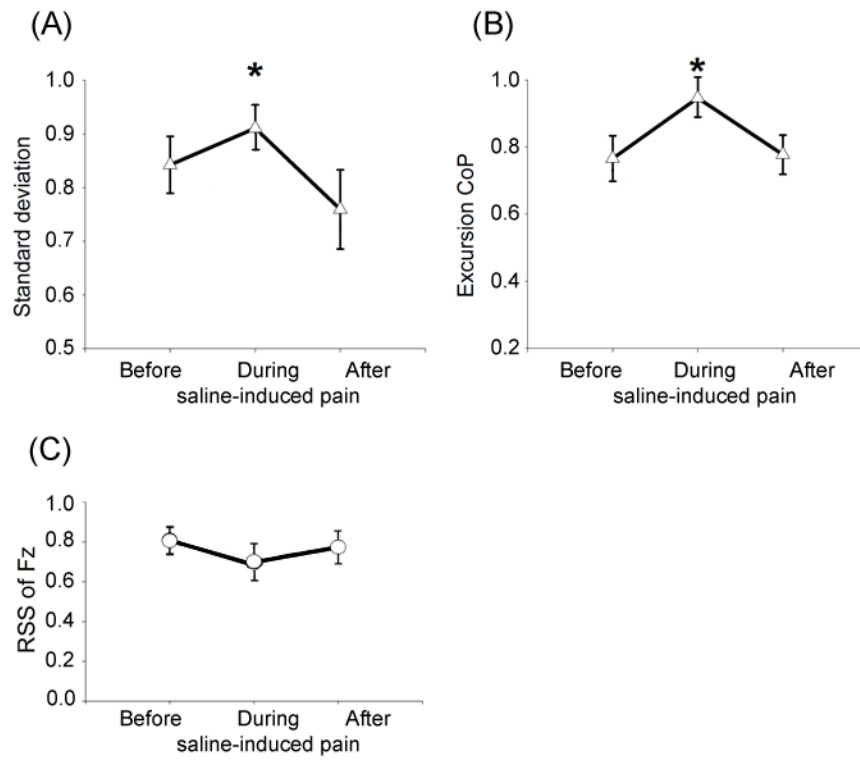 (A)
*
1.0
0.9
0.8
0.7
0.6
0.5
Standard deviation
Before During After
saline-induced pain
(B)
*
1.0
0.8
0.6
0.4
0.2
Excursion CoP
Before During After
saline-induced pain
(C)
1.0
0.8
0.6
0.4
0.2
0.0
RSS of Fz
Before During After
saline-induced pain